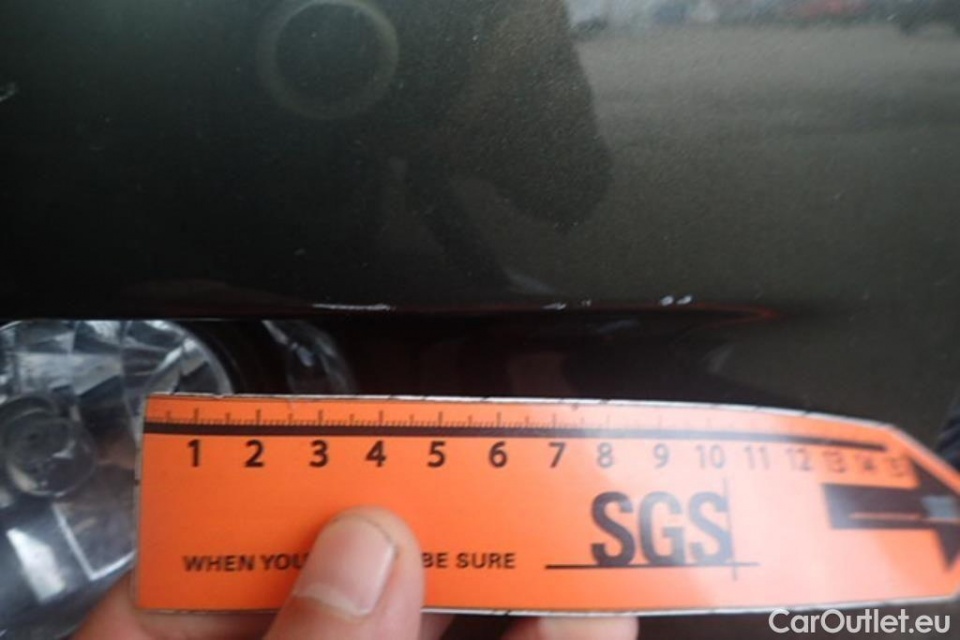 1 2 3 4 5 6 7 8 9 10 11 12 13 14 15
SGS
WHEN YOU BE SURE
CarOutlet.eu